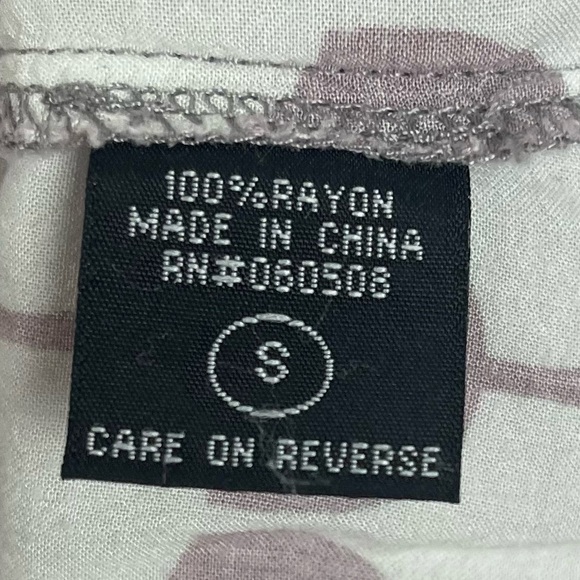 100%RAYON
MADE IN CHINA
RN#060508
S
CARE ON REVERSE